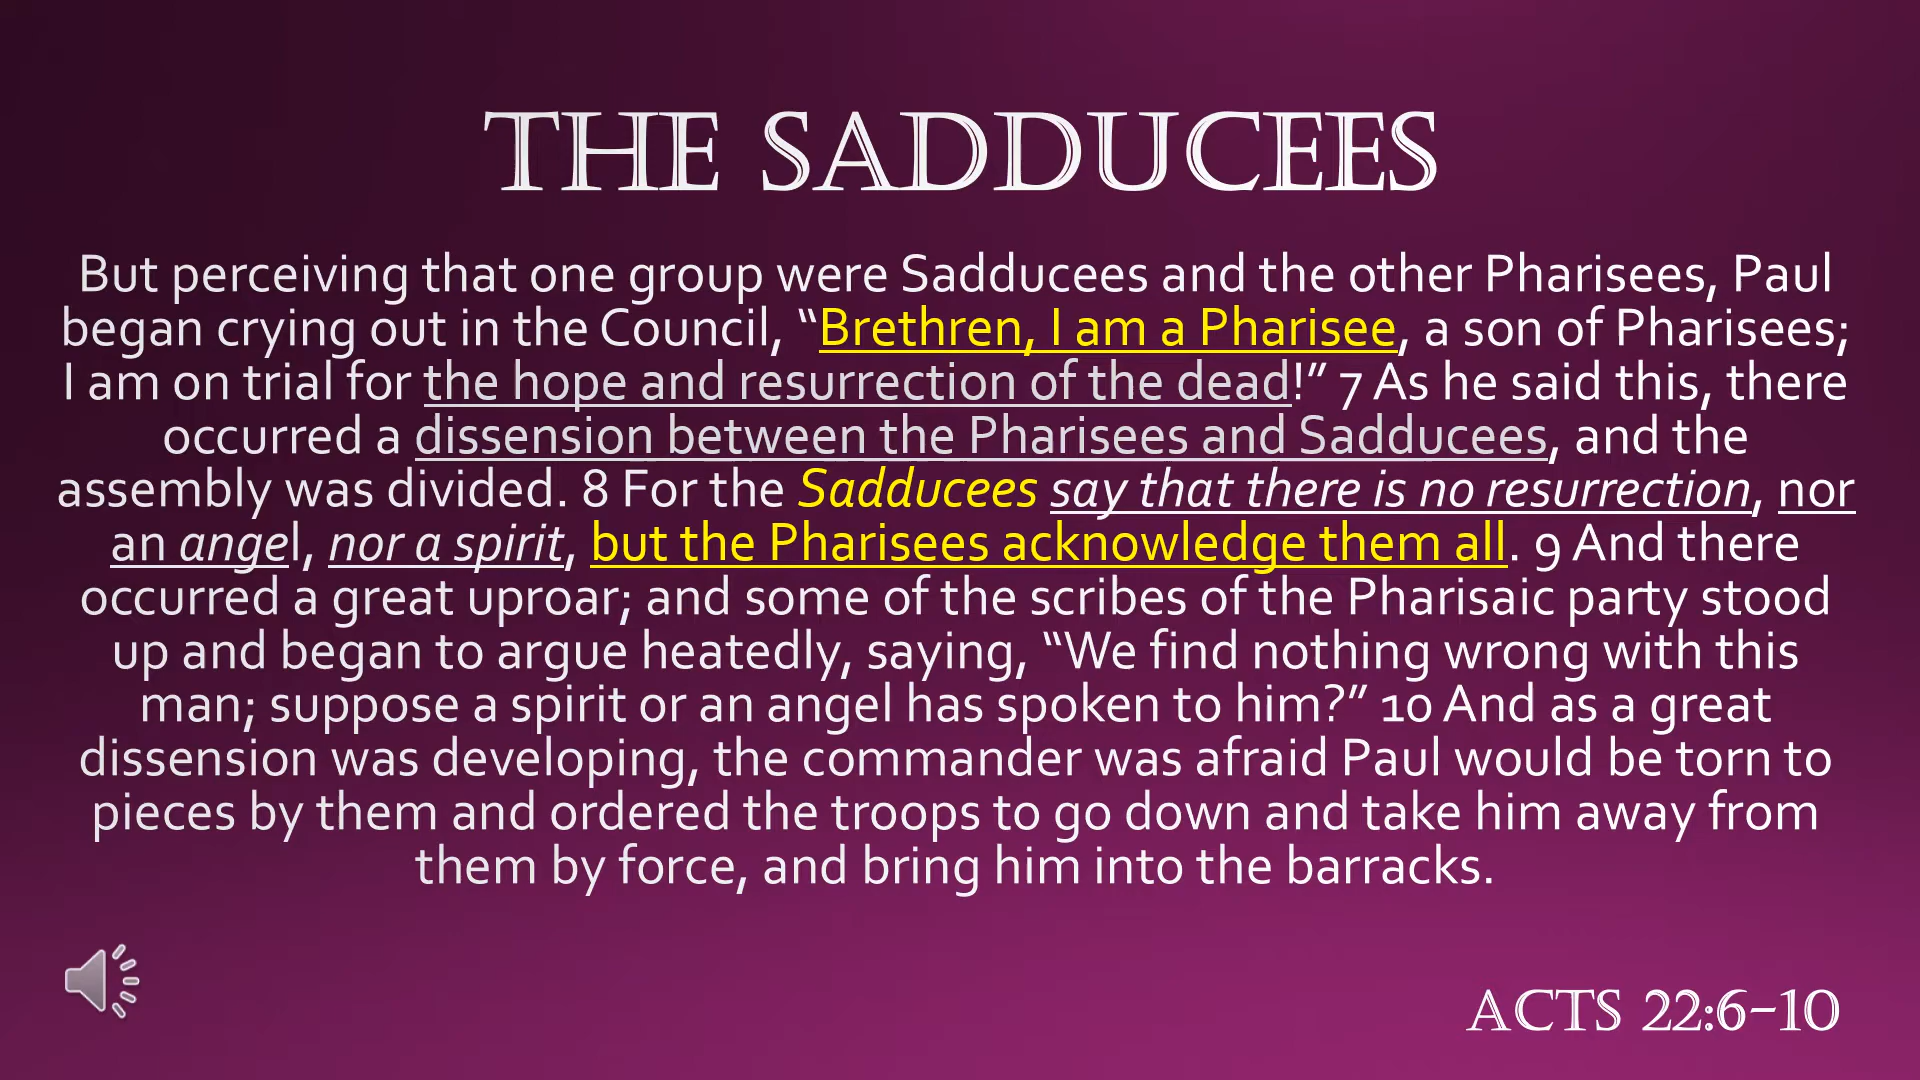 THE SADDUCEES
But perceiving that one group were Sadducees and the other Pharisees, Paul
began crying out in the Council, “Brethren, I am a Pharisee, a son of Pharisees;
I am on trial for the hope and resurrection of the dead!” 7 As he said this, there
occurred a dissension between the Pharisees and Sadducees, and the
assembly was divided. 8 For the Sadducees say that there is no resurrection, nor
an angel, nor a spirit, but the Pharisees acknowledge them all. 9 And there
occurred a great uproar; and some of the scribes of the Pharisaic party stood
up and began to argue heatedly, saying, “We find nothing wrong with this
man; suppose a spirit or an angel has spoken to him?” 10 And as a great
dissension was developing, the commander was afraid Paul would be torn to
pieces by them and ordered the troops to go down and take him away from
them by force, and bring him into the barracks.
ACTS 22:6-10